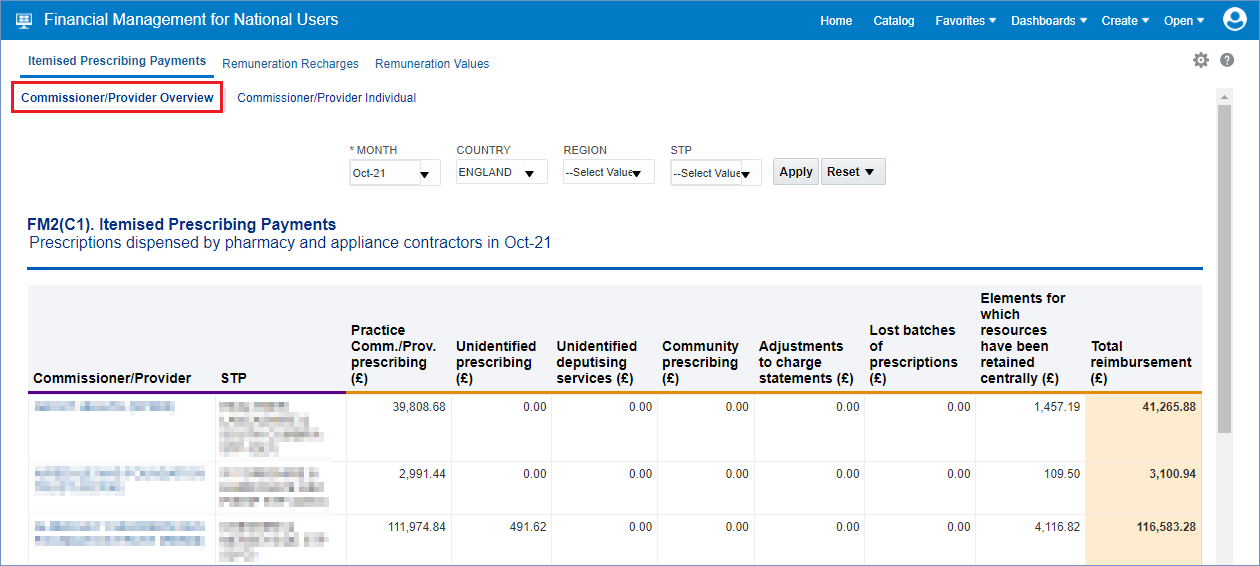 Financial Management for National Users
Home Catalog Favorites Dashboards Create Open
Itemised Prescribing Payments Remuneration Recharges Remuneration Values
Commissioner/Provider Overview Commissioner/Provider Individual
* MONTH COUNTRY REGION STP
Oct-21 ENGLAND --Select Value --Select Value Apply Reset
FM2(C1). Itemised Prescribing Payments
Prescriptions dispensed by pharmacy and appliance contractors in Oct-21
Elements for
which
Practice Lost batches resources
Comm./Prov. Unidentified Unidentified Community Adjustments of have been Total
prescribing prescribing deputising prescribing to charge prescriptions retained reimbursement
Commissioner/Provider STP (£) (£) services (£) (£) statements (£) (£) centrally (£) (£)
39,808.68 0.00 0.00 0.00 0.00 0.00 1,457.19 41,265.88
2,991.44 0.00 0.00 0.00 0.00 0.00 109.50 3,100.94
111,974.84 491.62 0.00 0.00 0.00 0.00 4,116.82 116,583.28